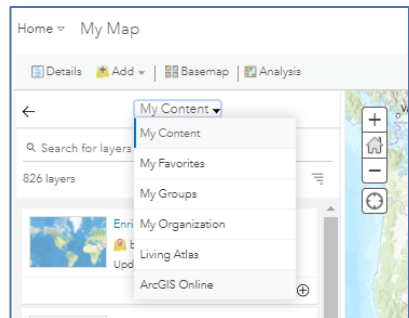 Home My Map
Details Add Basemap Analysis
My Content
My Content
Search for layers
My Favorites
826 layers
My Groups
Enri My Organization
b
Living Atlas
Upd
ArcGIS Online